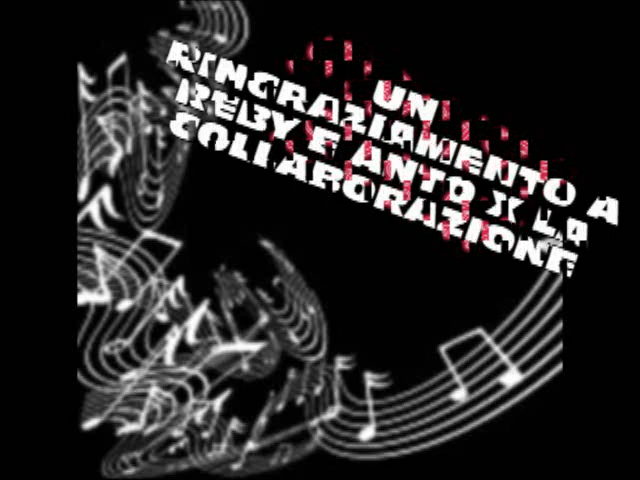 UN
RINGRAZIAMENTO A
REBY E ANTO X LA
COLLABORAZIONE